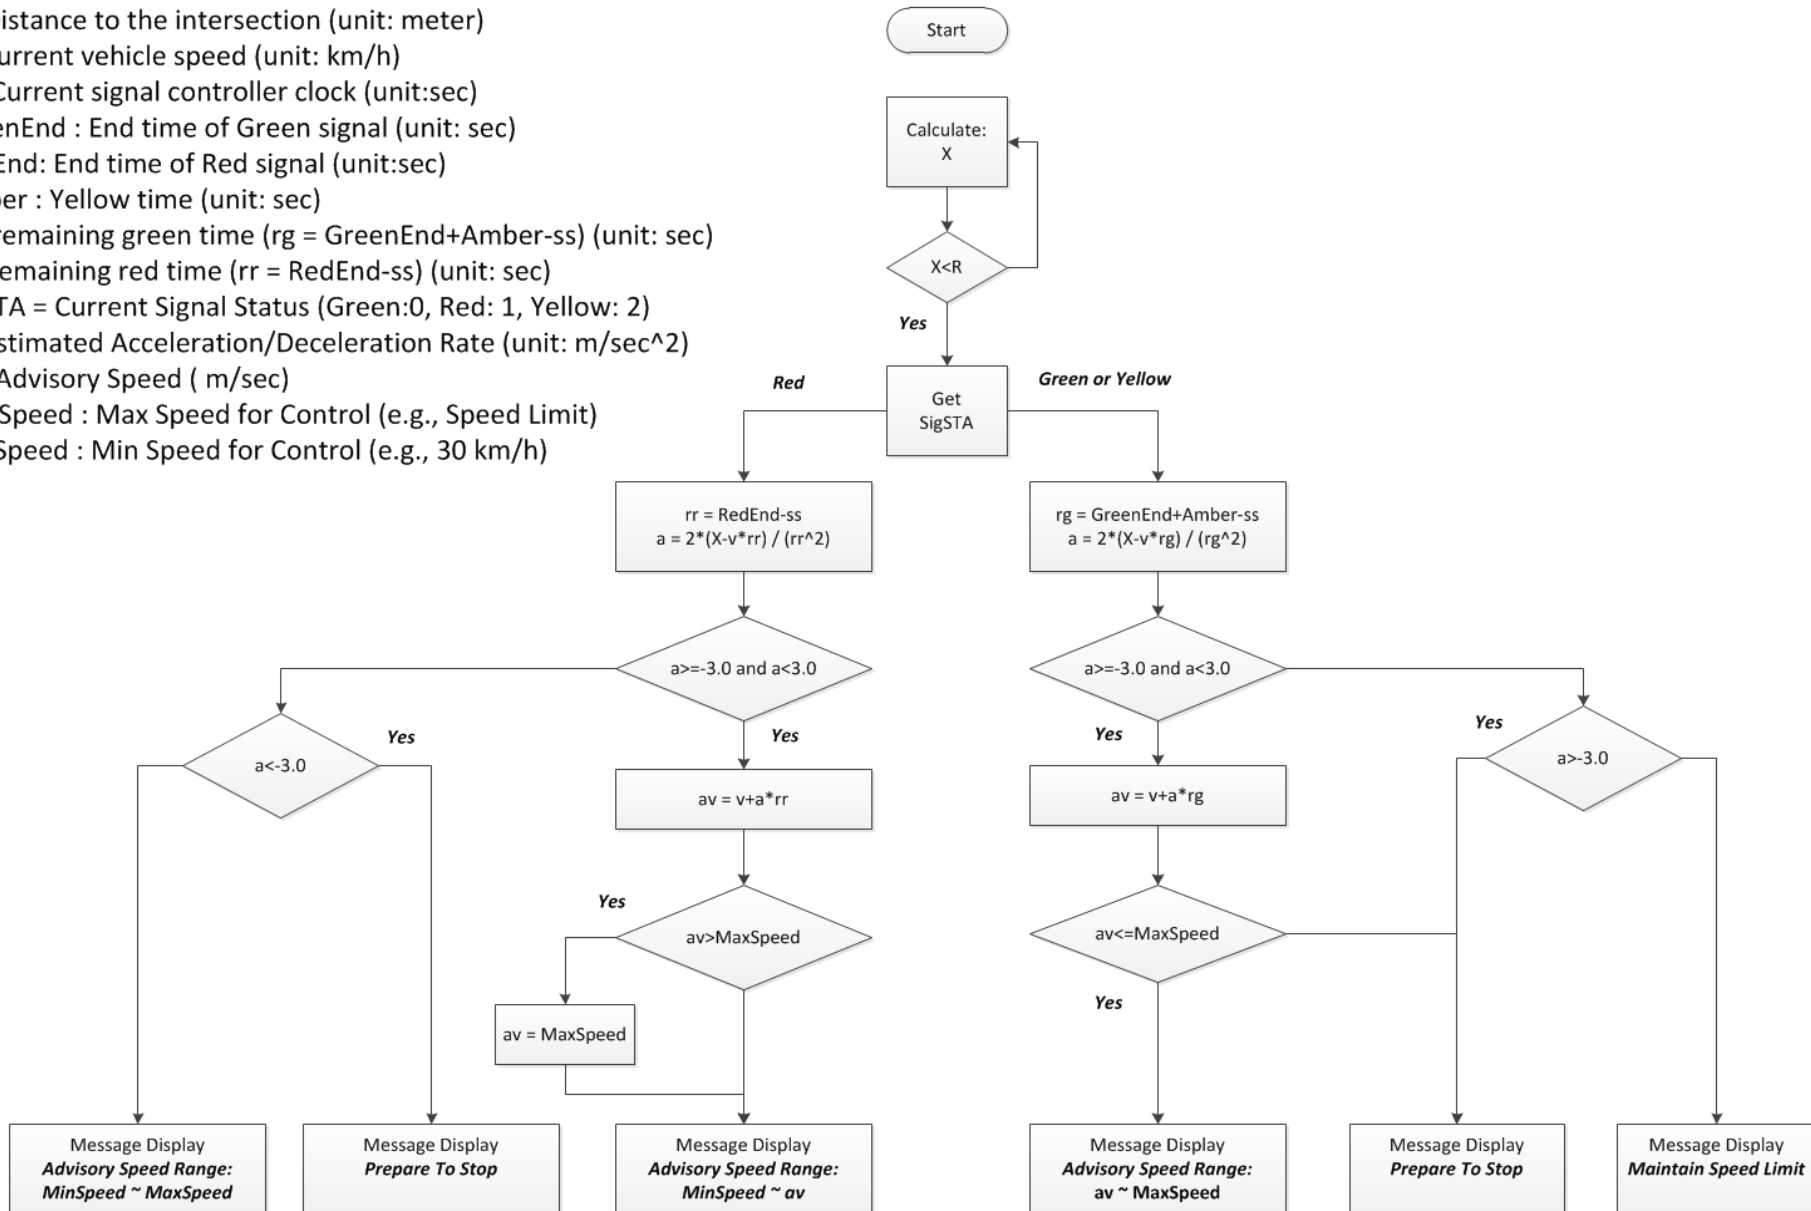 istance to the intersection (unit: meter)
urrent vehicle speed (unit: km/h)
Current signal controller clock (unit:sec)
enEnd : End time of Green signal (unit: sec)
End: End time of Red signal (unit:sec)
er : Yellow time (unit: sec)
remaining green time (rg = GreenEnd+Amber-ss) (unit: sec)
emaining red time (rr = RedEnd-ss) (unit: sec)
TA = Current Signal Status (Green:0, Red: 1, Yellow: 2)
stimated Acceleration/Deceleration Rate (unit: m/sec^2)
Advisory Speed ( m/sec)
Speed : Max Speed for Control (e.g., Speed Limit)
Speed : Min Speed for Control (e.g., 30 km/h)
Start
Calculate:
X
X<R
Yes
Get
SigSTA
Red
Green or Yellow
rr = RedEnd-ss
a = 2*(X-v*rr) / (rr^2)
rg = GreenEnd+Amber-ss
a = 2*(X-v*rg) / (rg^2)
a>=-3.0 and a<3.0
a>=-3.0 and a<3.0
a<-3.0
Yes
Yes
Yes
Yes
a>-3.0
av = v+a*rr
av = v+a*rg
Yes
av>MaxSpeed
av<=MaxSpeed
Yes
av = MaxSpeed
Message Display
Advisory Speed Range:
MinSpeed ~ MaxSpeed
Message Display
Prepare To Stop
Message Display
Advisory Speed Range:
MinSpeed ~ av
Message Display
Advisory Speed Range:
av ~ MaxSpeed
Message Display
Prepare To Stop
Message Display
Maintain Speed Limit